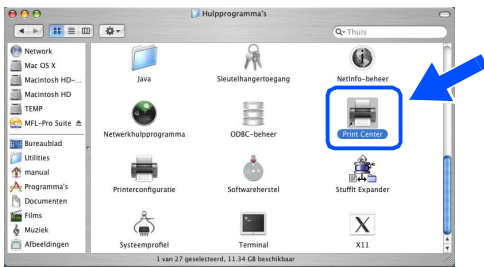 Hulpprogramma's
Q- Thuis
Network
Mac OS X
Macintosh HD-...
Macintosh HD
TEMP
MFL-Pro Suite
Bureaublad
Utilities
manual
Programma's
Documenten
Films
Muziek
Afbeeldingen
Java
Sleutelhangertoegang
NetInfo-beheer
Netwerkhulpprogramma
ODBC-beheer
Print Center
Printerconfiguratie
Softwareherstel
StuffIt Expander
Systeemprofiel
Terminal
X11
1 van 27 geselecteerd, 11.34 GB beschikbaar